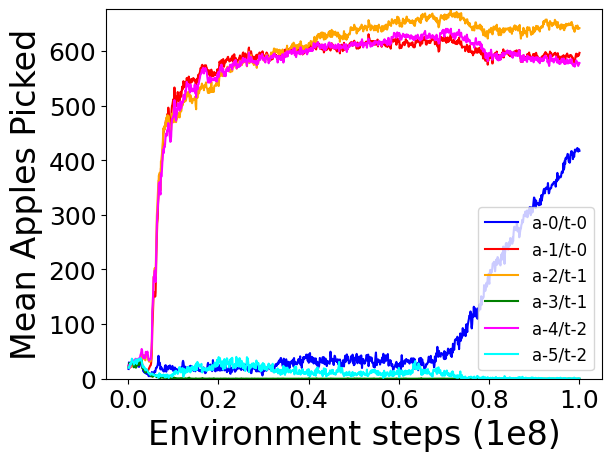 Mean Apples Picked
600
500
400
300
200
100
0
0.0 0.2 0.4 0.6 0.8 1.0
Environment steps (1e8)
a-0/t-0
a-1/t-0
a-2/t-1
a-3/t-1
a-4/t-2
a-5/t-2